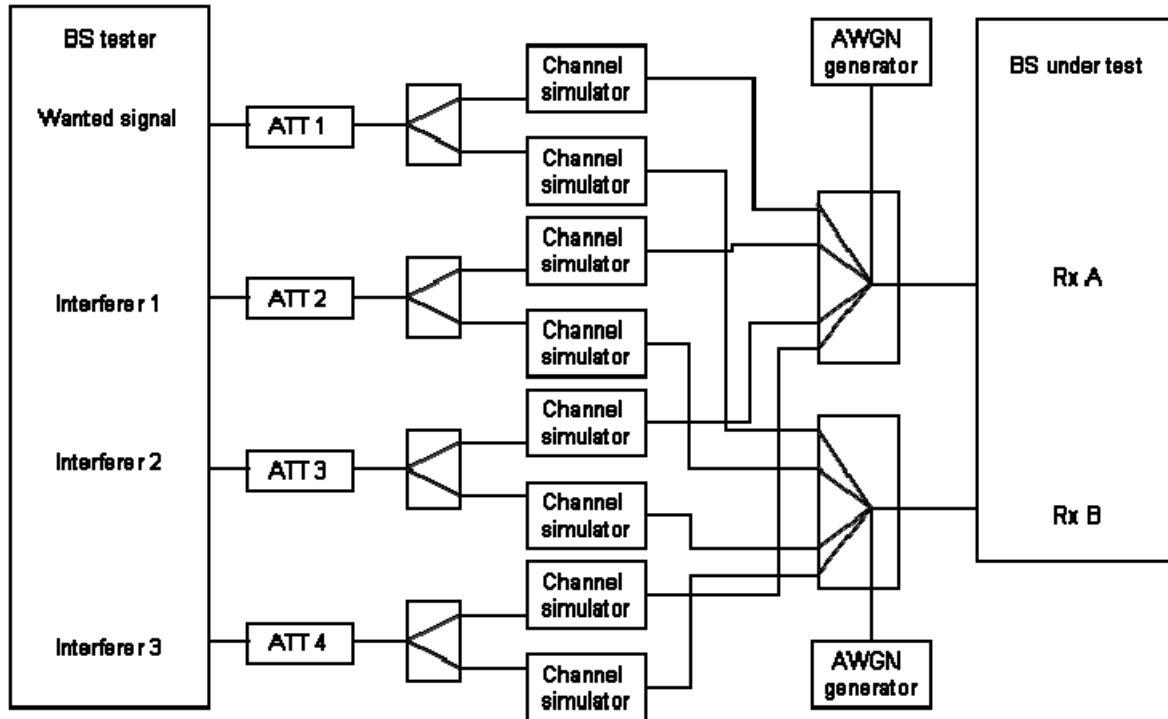 BS tester
Wanted signal
Interferer 1
Interferer 2
Interferer 3
ATT 1
ATT 2
ATT 3
ATT 4
Channel
simulator
Channel
simulator
Channel
simulator
Channel
simulator
Channel
simulator
Channel
simulator
Channel
simulator
Channel
simulator
AWGN
generator
AWGN
generator
BS under test
Rx A
Rx B